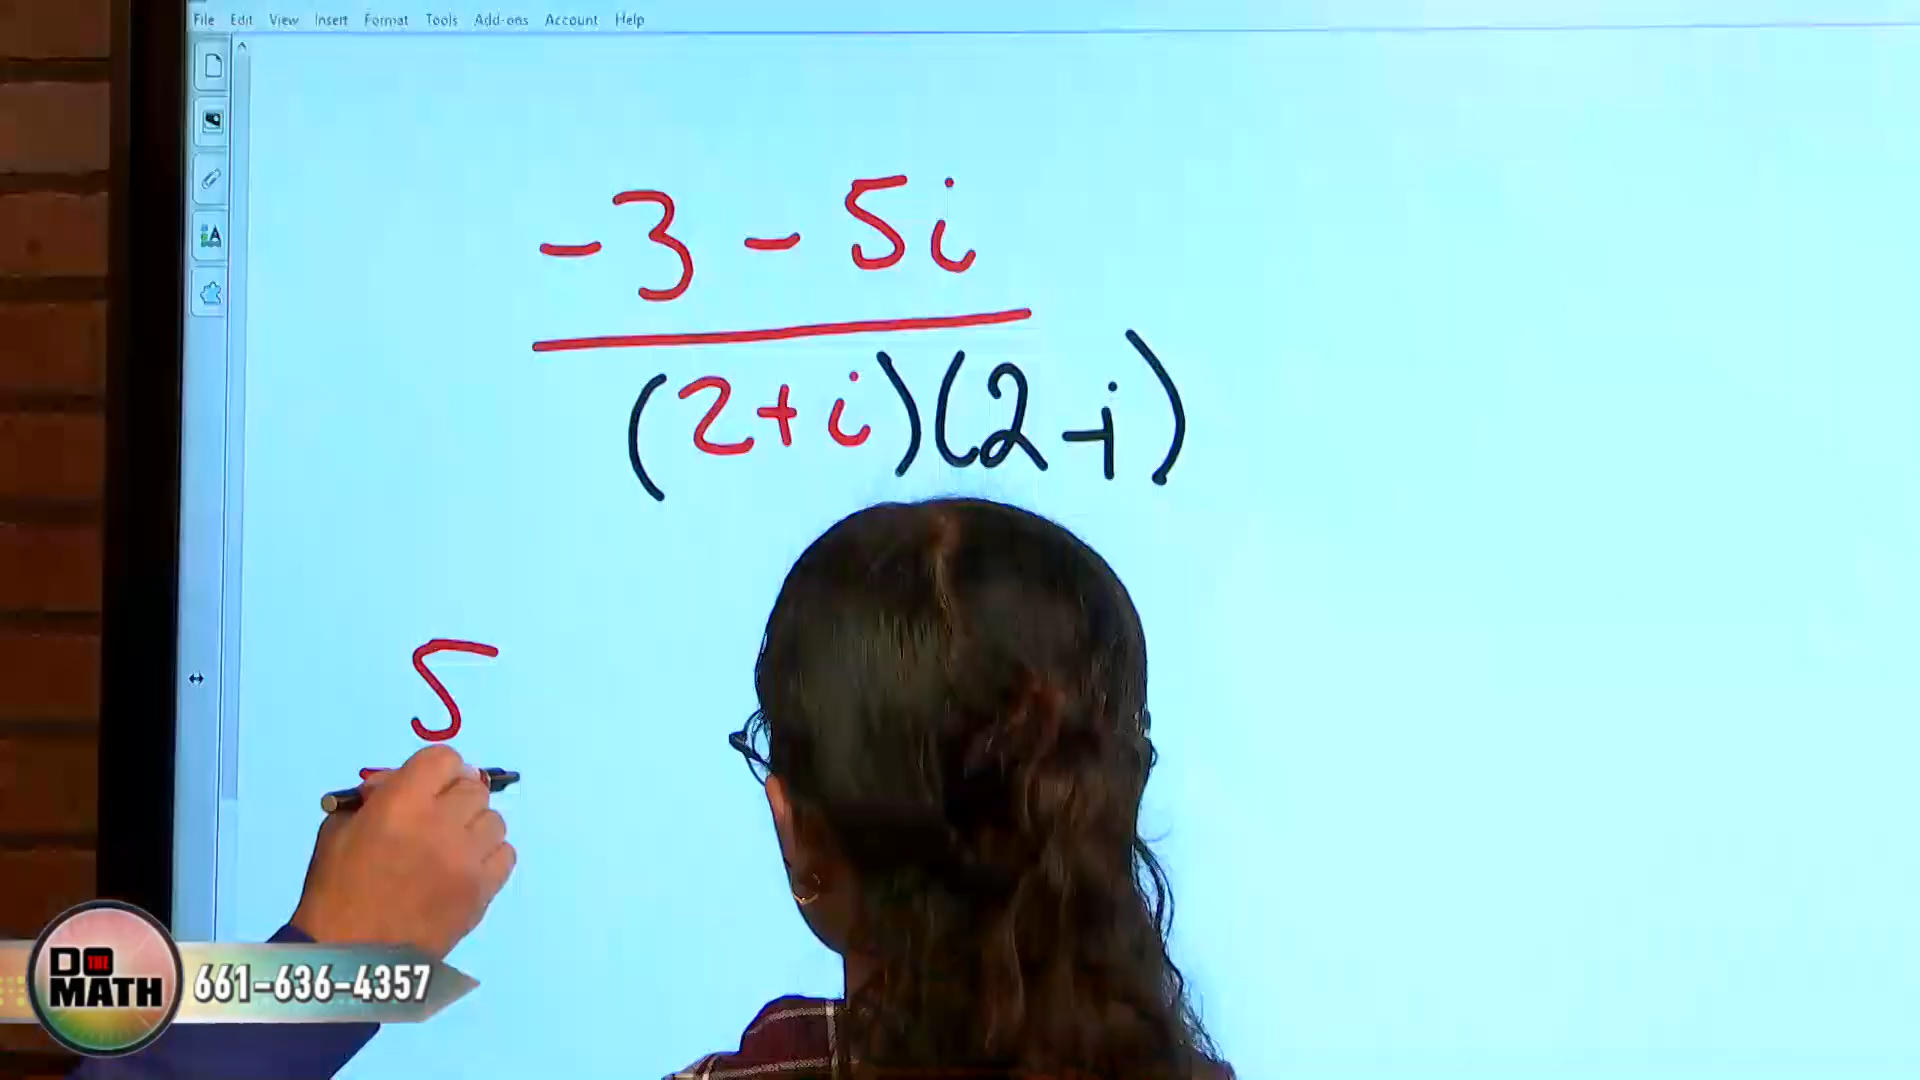 File Edit View Insert Format Tools Add-ons Account Help
-3 - 5i
(2+i)(2-i)
5
DO THE MATH
661-636-4357